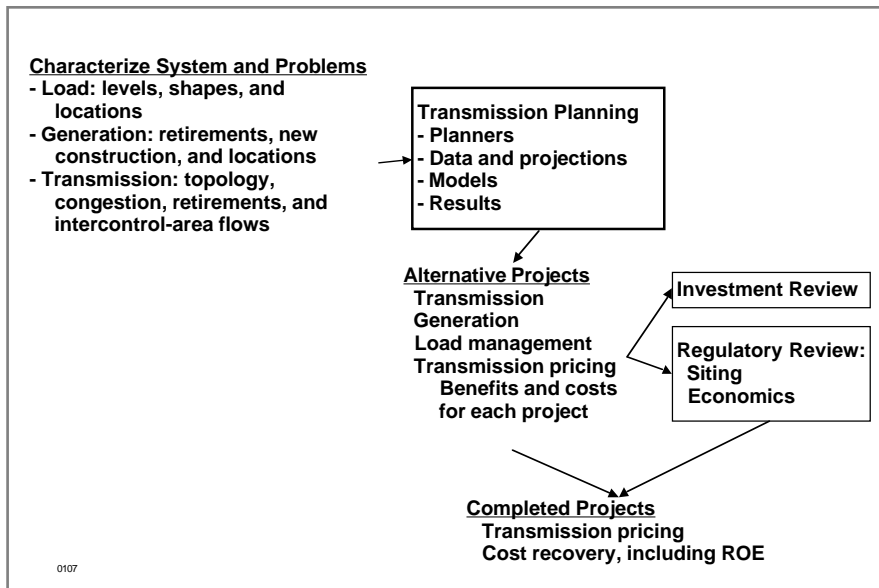 Characterize System and Problems
- Load: levels, shapes, and
locations
- Generation: retirements, new
construction, and locations
- Transmission: topology,
congestion, retirements, and
intercontrol-area flows
Transmission Planning
- Planners
- Data and projections
- Models
- Results
Alternative Projects
Transmission
Generation
Load management
Transmission pricing
Benefits and costs
for each project
Investment Review
Regulatory Review:
Siting
Economics
Completed Projects
Transmission pricing
Cost recovery, including ROE
0107